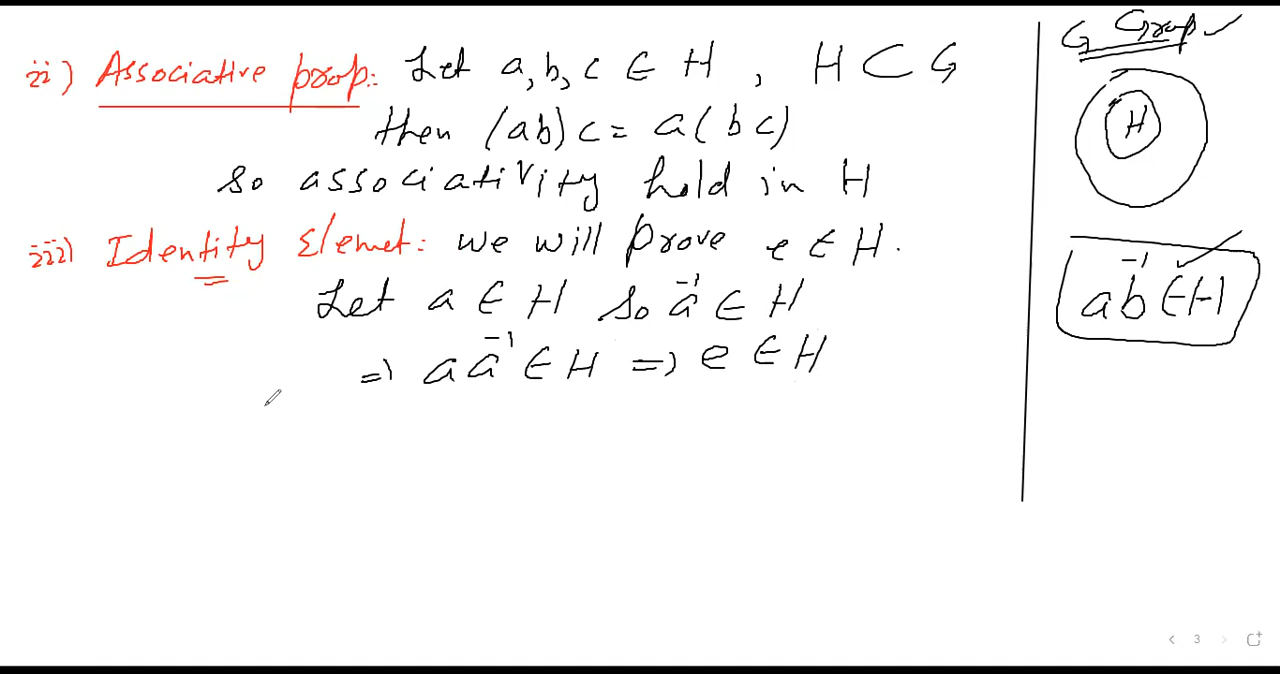 ii) Associative prop: Let a, b, c ∈ H , H ⊂ G
then (ab)c = a(bc)
So associativity hold in H
iii) Identity Elemet: we will prove e ∈ H.
Let a ∈ H So a⁻¹ ∈ H
=> a a⁻¹ ∈ H => e ∈ H
G Group
H
ab⁻¹ ∈ H
3